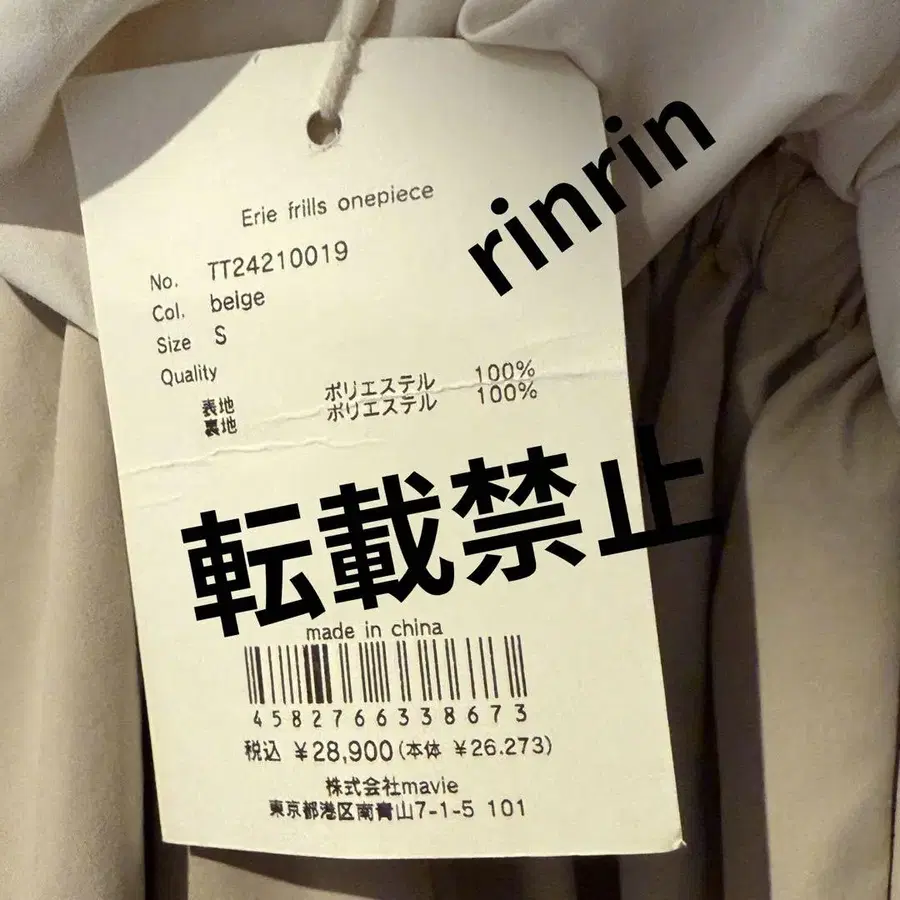 rinrin
Erie frills onepiece
No. TT24210019
Col. beige
Size S
Quality
表地 ポリエステル 100%
裏地 ポリエステル 100%
転載禁止
made in china
4582766338673
税込 ¥28,900(本体 ¥26.273)
株式会社mavie
東京都港区南青山7-1-5 101